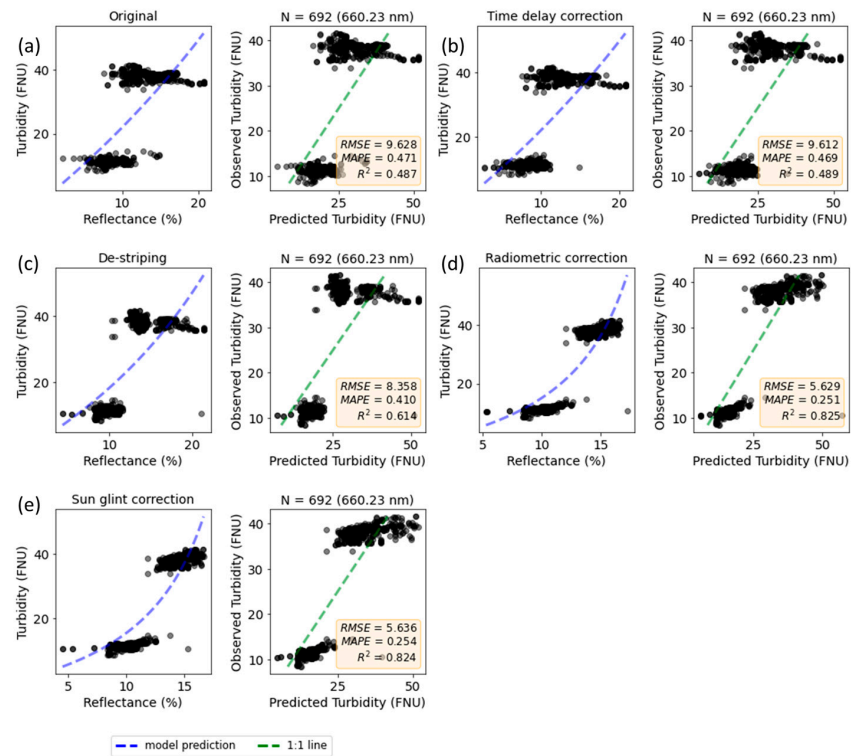 (a)
Original
Turbidity (FNU)
40
20
10
20
Reflectance (%)
N = 692 (660.23 nm)
Observed Turbidity (FNU)
40
30
20
10
25
50
Predicted Turbidity (FNU)
RMSE = 9.628
MAPE = 0.471
R² = 0.487
(b)
Time delay correction
Turbidity (FNU)
40
20
10
20
Reflectance (%)
N = 692 (660.23 nm)
Observed Turbidity (FNU)
40
30
20
10
25
50
Predicted Turbidity (FNU)
RMSE = 9.612
MAPE = 0.469
R² = 0.489
(c)
De-striping
Turbidity (FNU)
40
20
10
20
Reflectance (%)
N = 692 (660.23 nm)
Observed Turbidity (FNU)
40
30
20
10
25
50
Predicted Turbidity (FNU)
RMSE = 8.358
MAPE = 0.410
R² = 0.614
(d)
Radiometric correction
Turbidity (FNU)
40
20
5
10
15
Reflectance (%)
N = 692 (660.23 nm)
Observed Turbidity (FNU)
40
30
20
10
25
50
Predicted Turbidity (FNU)
RMSE = 5.629
MAPE = 0.251
R² = 0.825
(e)
Sun glint correction
Turbidity (FNU)
40
20
5
10
15
Reflectance (%)
N = 692 (660.23 nm)
Observed Turbidity (FNU)
40
30
20
10
25
50
Predicted Turbidity (FNU)
RMSE = 5.636
MAPE = 0.254
R² = 0.824
model prediction
1:1 line